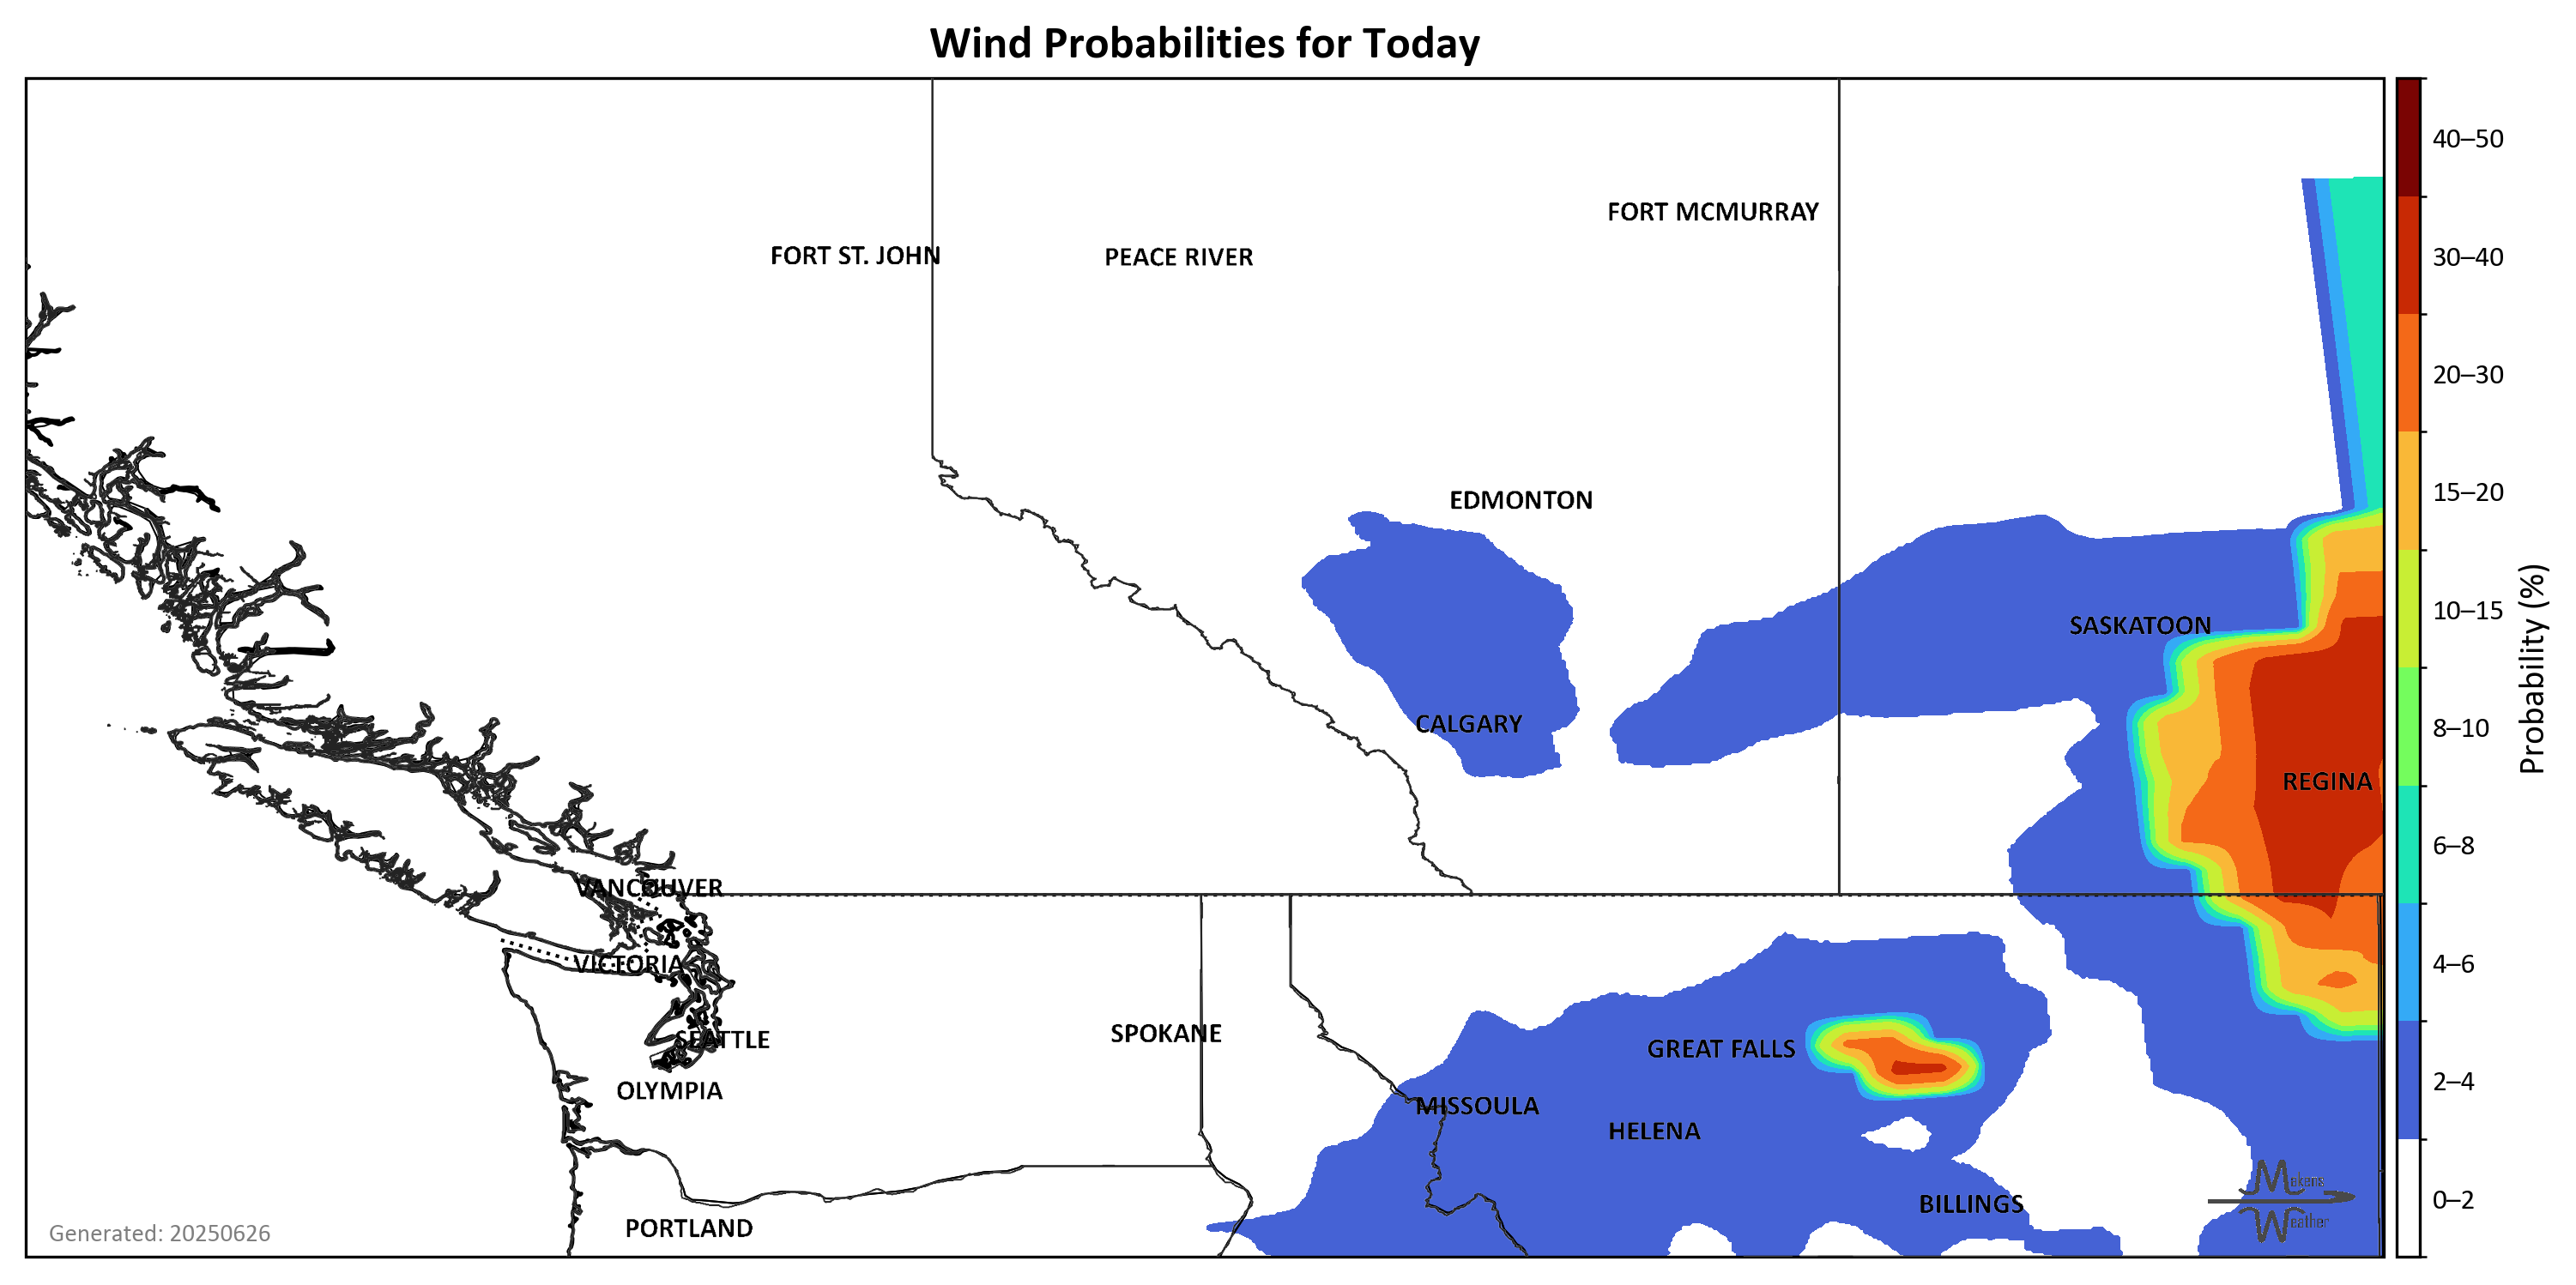 Wind Probabilities for Today
40–50
FORT MCMURRAY
FORT ST. JOHN
PEACE RIVER
30–40
20–30
EDMONTON
15–20
10–15
SASKATOON
Probability (%)
CALGARY
8–10
REGINA
6–8
VANCOUVER
VICTORIA
4–6
SPOKANE
SEATTLE
GREAT FALLS
2–4
OLYMPIA
MISSOULA
HELENA
Mokens
BILLINGS
0–2
Weather
PORTLAND
Generated: 20250626